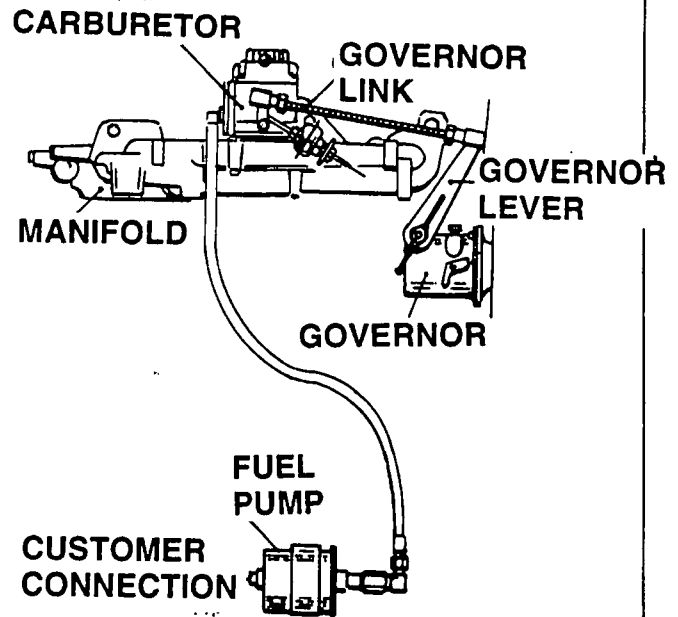 CARBURETOR
GOVERNOR
LINK
GOVERNOR
LEVER
MANIFOLD
GOVERNOR
FUEL
PUMP
CUSTOMER
CONNECTION